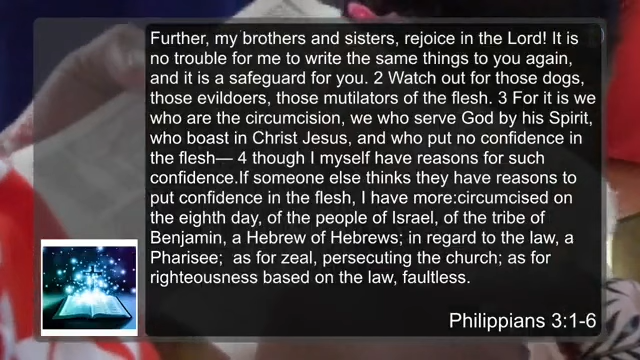 Further, my brothers and sisters, rejoice in the Lord! It is
no trouble for me to write the same things to you again,
and it is a safeguard for you. 2 Watch out for those dogs,
those evildoers, those mutilators of the flesh. 3 For it is we
who are the circumcision, we who serve God by his Spirit,
who boast in Christ Jesus, and who put no confidence in
the flesh— 4 though I myself have reasons for such
confidence.If someone else thinks they have reasons to
put confidence in the flesh, I have more:circumcised on
the eighth day, of the people of Israel, of the tribe of
Benjamin, a Hebrew of Hebrews; in regard to the law, a
Pharisee;  as for zeal, persecuting the church; as for
righteousness based on the law, faultless.
Philippians 3:1-6